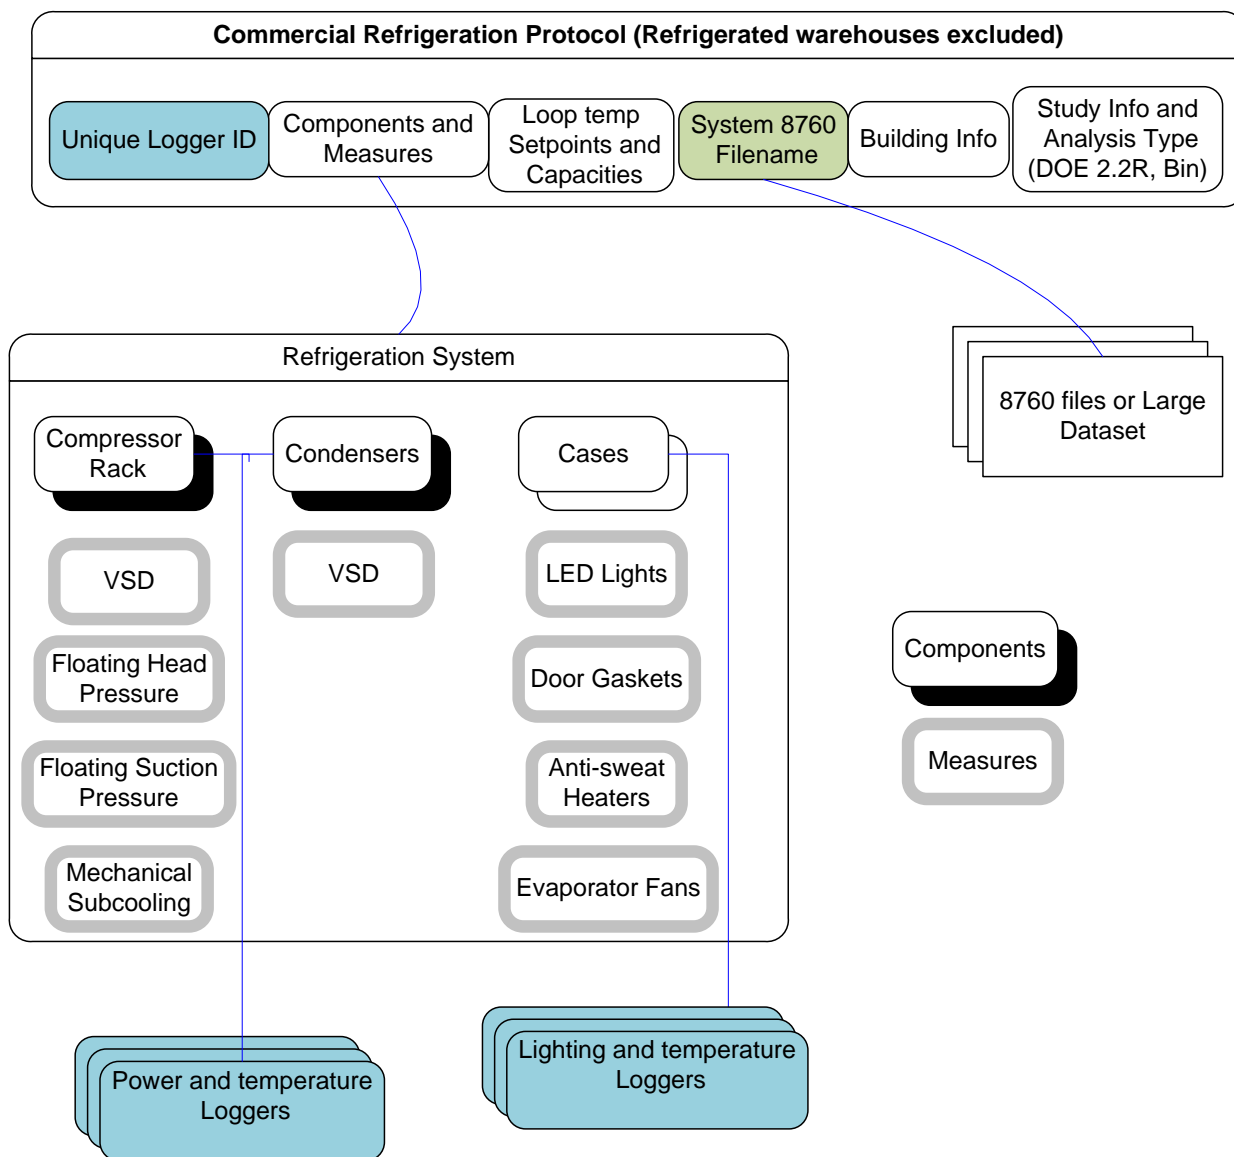 Commercial Refrigeration Protocol (Refrigerated warehouses excluded)
Unique Logger ID
Components and
Measures
Loop temp
Setpoints and
Capacities
System 8760
Filename
Building Info
Study Info and
Analysis Type
(DOE 2.2R, Bin)
Refrigeration System
Compressor
Rack
Condensers
Cases
VSD
VSD
LED Lights
Floating Head
Pressure
Door Gaskets
Floating Suction
Pressure
Anti-sweat
Heaters
Mechanical
Subcooling
Evaporator Fans
8760 files or Large
Dataset
Components
Measures
Power and temperature
Loggers
Lighting and temperature
Loggers